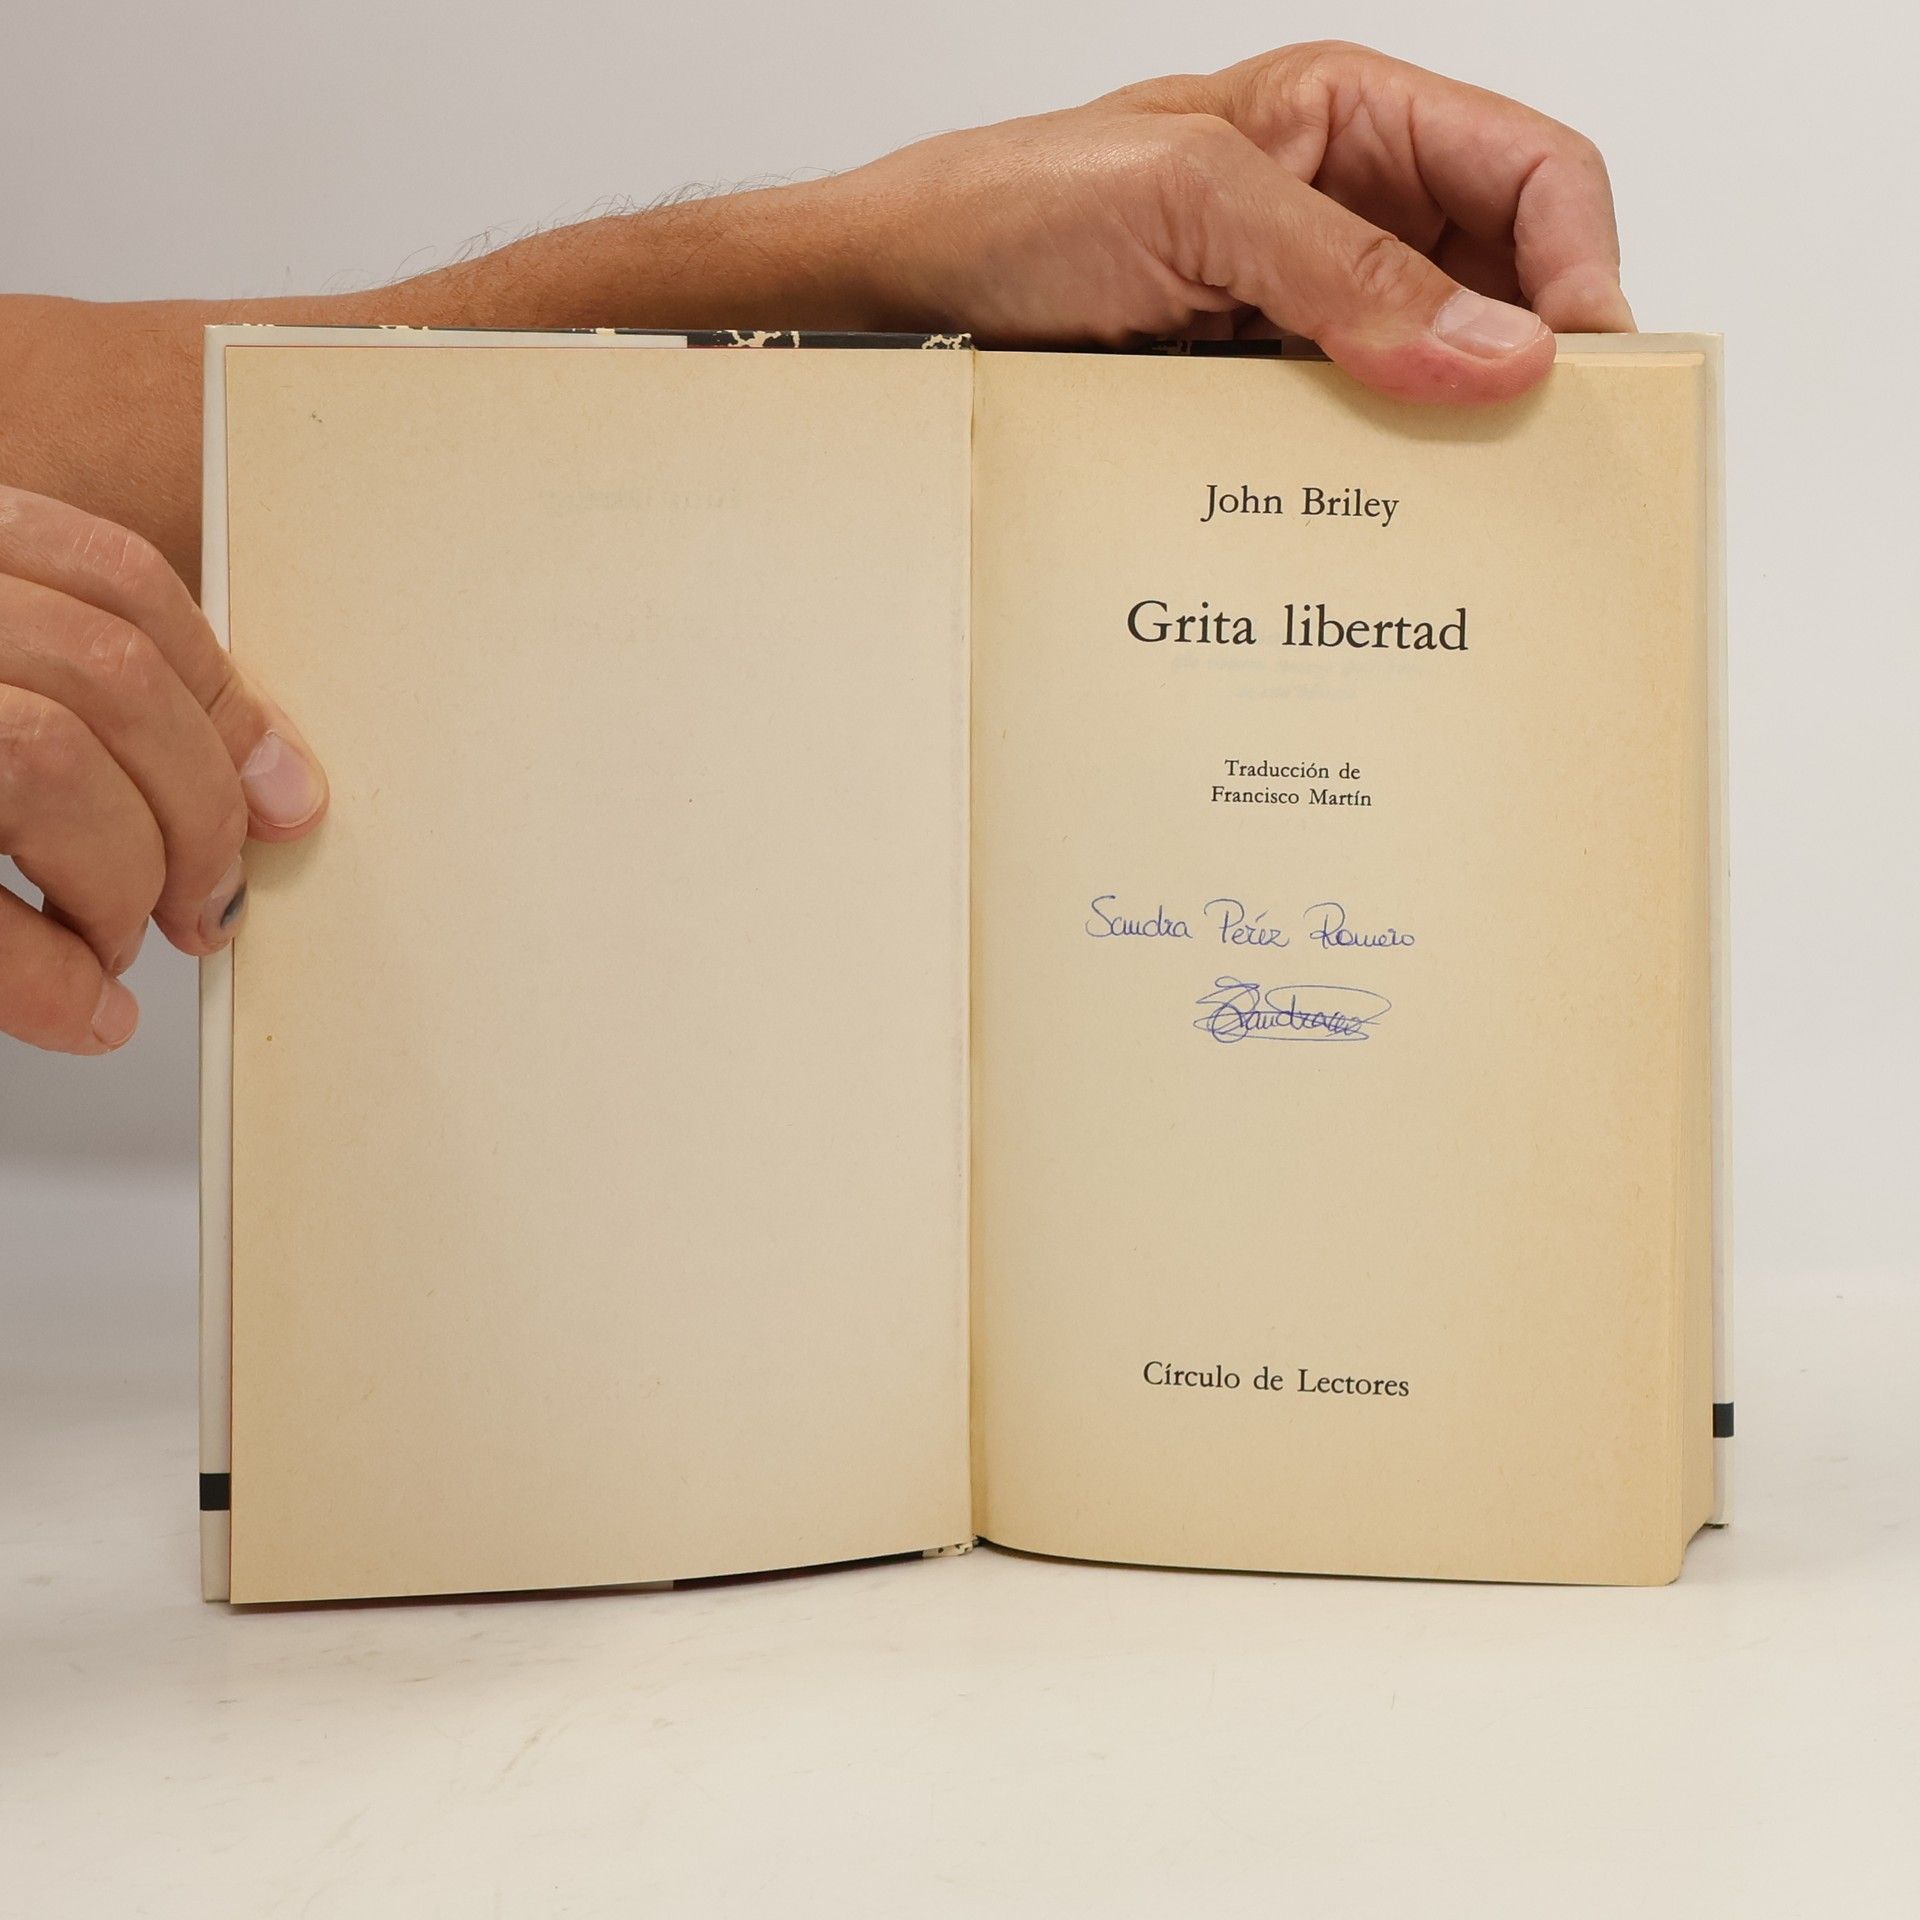 John Briley
Grita libertad
Traducción de
Francisco Martín
Sandra Pérez Romero
Círculo de Lectores